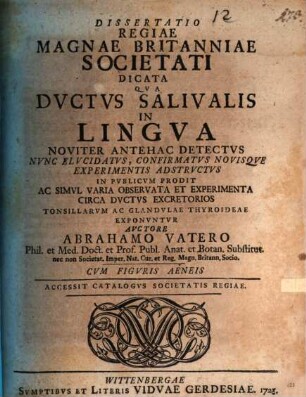 12
DISSERTATIO
REGIAE
MAGNAE BRITANNIAE
SOCIETATI
DICATA
QVA
DVCTVS SALIVALIS
IN
LINGVA
NOVITER ANTEHAC DETECTVS
NVNC ELVCIDATVS, CONFIRMATVS NOVISQVE
EXPERIMENTIS ADSTRVCTVS
IN PVBLICVM PRODIT
AC SIMVL VARIA OBSERVATA ET EXPERIMENTA
CIRCA DVCTVS EXCRETORIOS
TONSILLARVM AC GLANDVLAE THYROIDEAE
EXPONVNTVR
AVCTORE
ABRAHAMO VATERO
Phil. et Med. Doct. et Prof. Publ. Anat. et Botan. Substitut.
nec non Societat. Imper. Nat. Cur. et Reg. Magn. Britann. Socio.
CVM FIGVRIS AENEIS
ACCESSIT CATALOGVS SOCIETATIS REGIAE.
WITTENBERGAE
SVMPTIBVS ET LITERIS VIDVAE GERDESIAE.